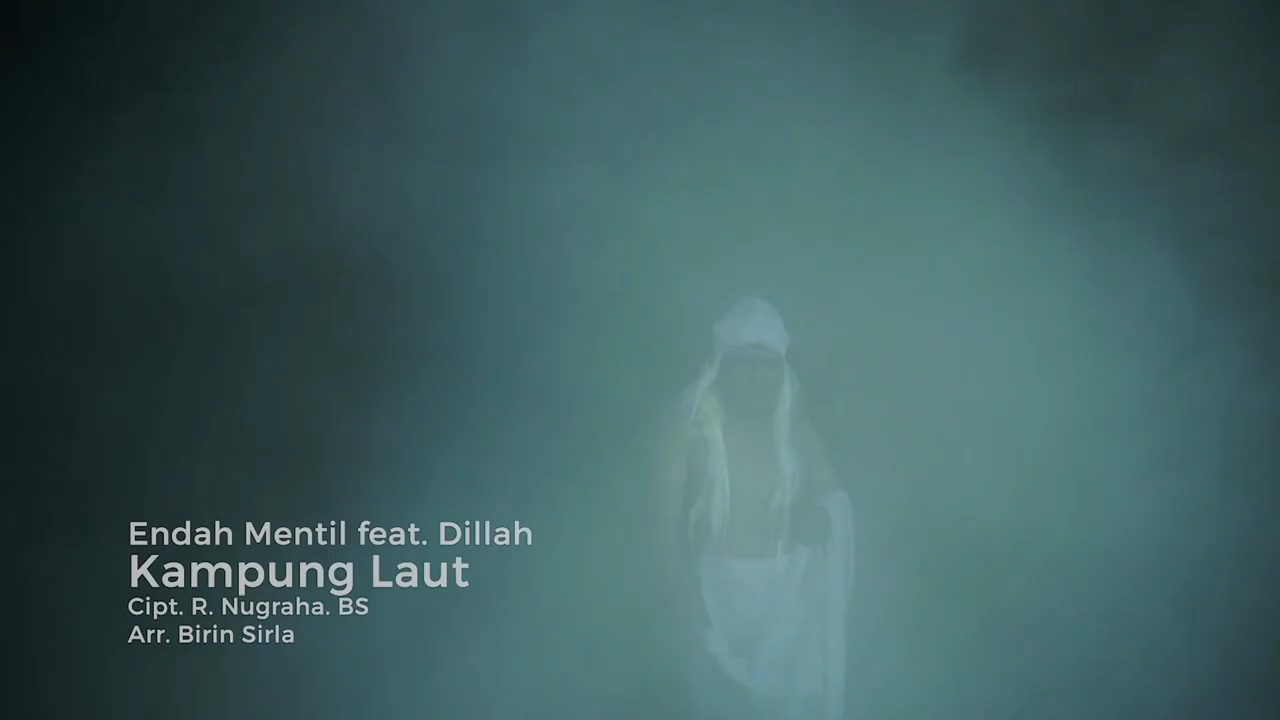 Endah Mentil feat. Dillah
Kampung Laut
Cipt. R. Nugraha. BS
Arr. Birin Sirla